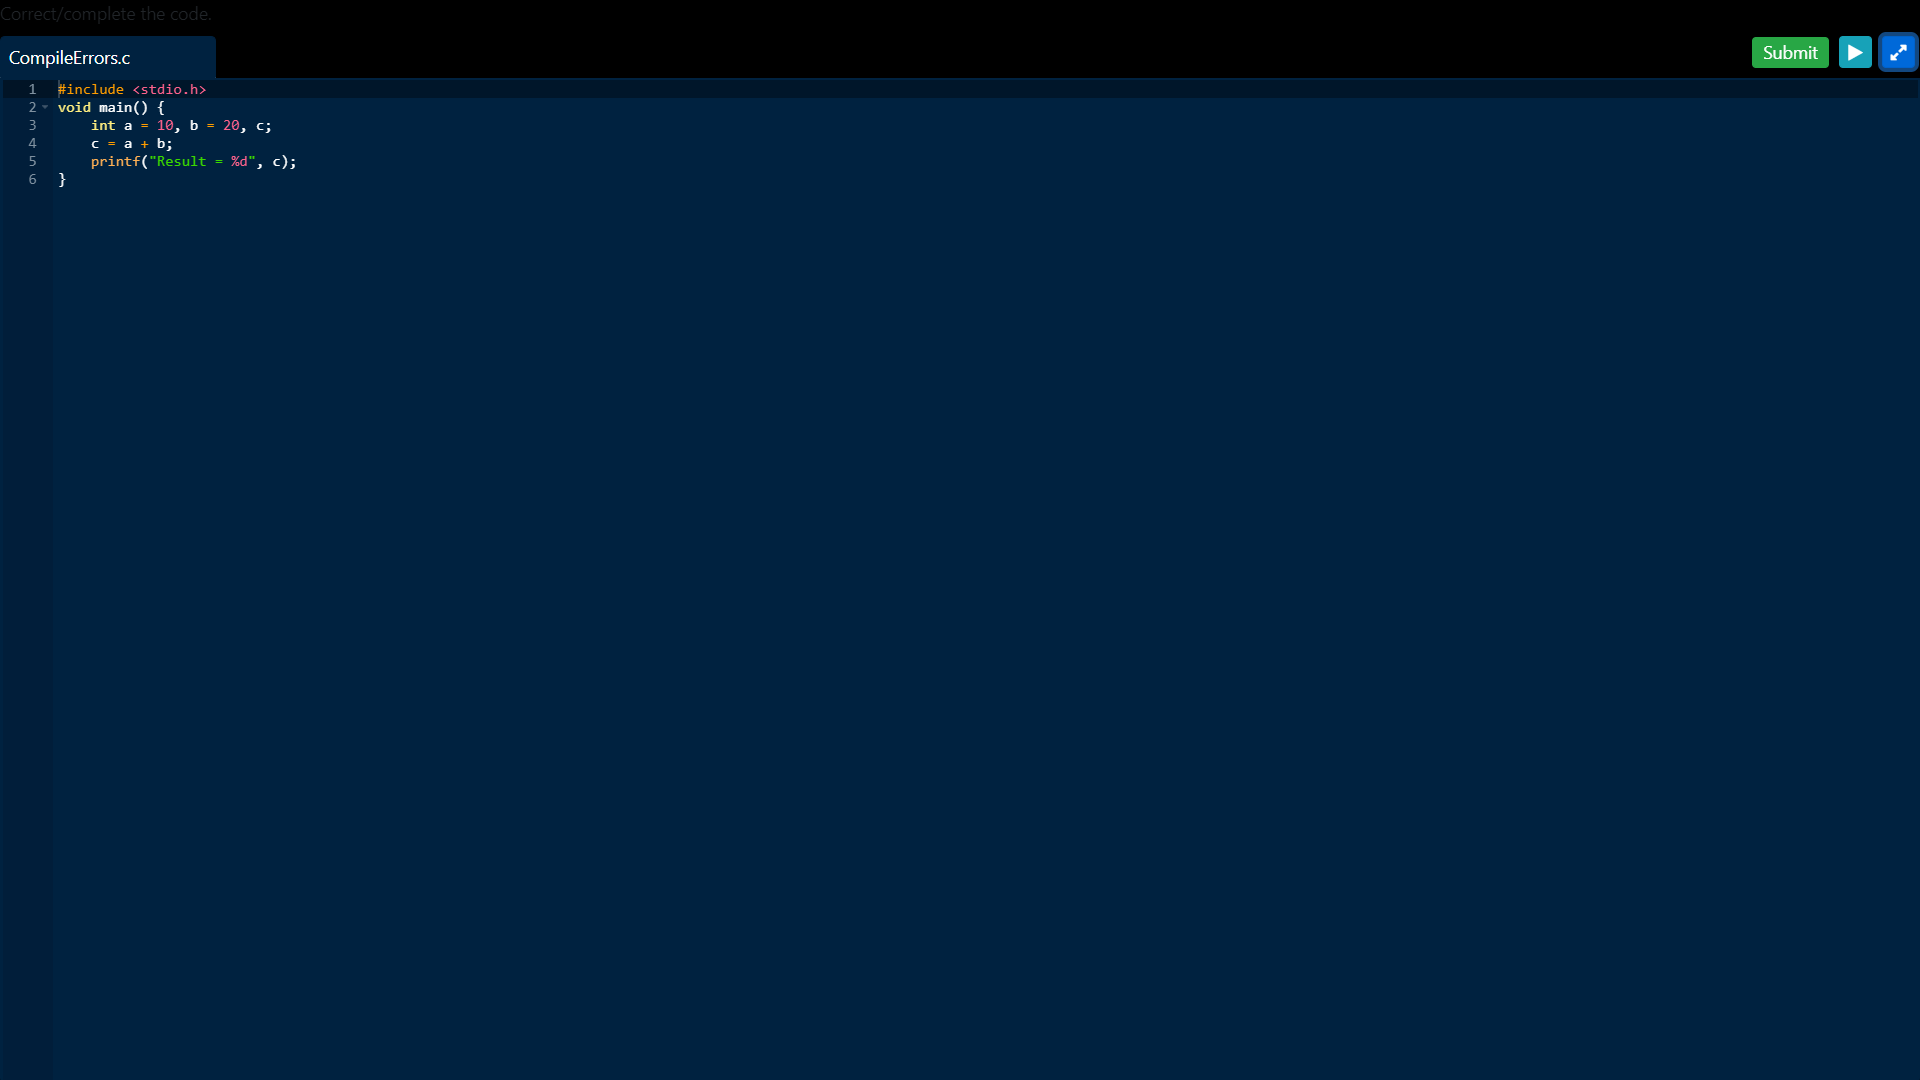 Correct/complete the code.
CompileErrors.c
Submit
1 #include <stdio.h>
2 void main() {
3     int a = 10, b = 20, c;
4     c = a + b;
5     printf("Result = %d", c);
6 }